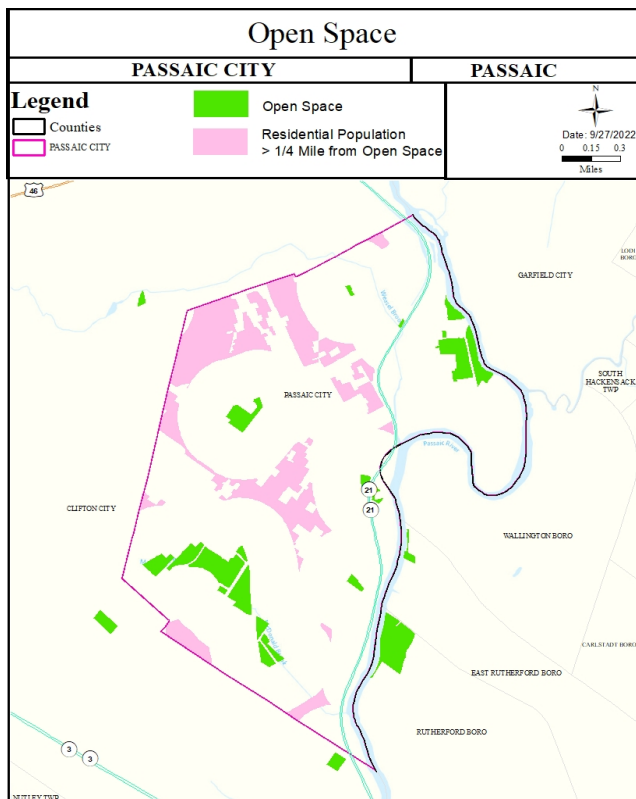 Open Space
PASSAIC CITY
PASSAIC
Legend
Counties
PASSAIC CITY
Open Space
Residential Population
> 1/4 Mile from Open Space
N
Date: 9/27/2022
0 0.15 0.3
Miles
46
GARFIELD CITY
Weasel Brook
SOUTH
HACKENSACK
TWP
PASSAIC CITY
Passaic River
21
21
CLIFTON CITY
WALLINGTON BORO
CARLSTADT BORO
EAST RUTHERFORD BORO
RUTHERFORD BORO
3
3
NUTLEY TWP